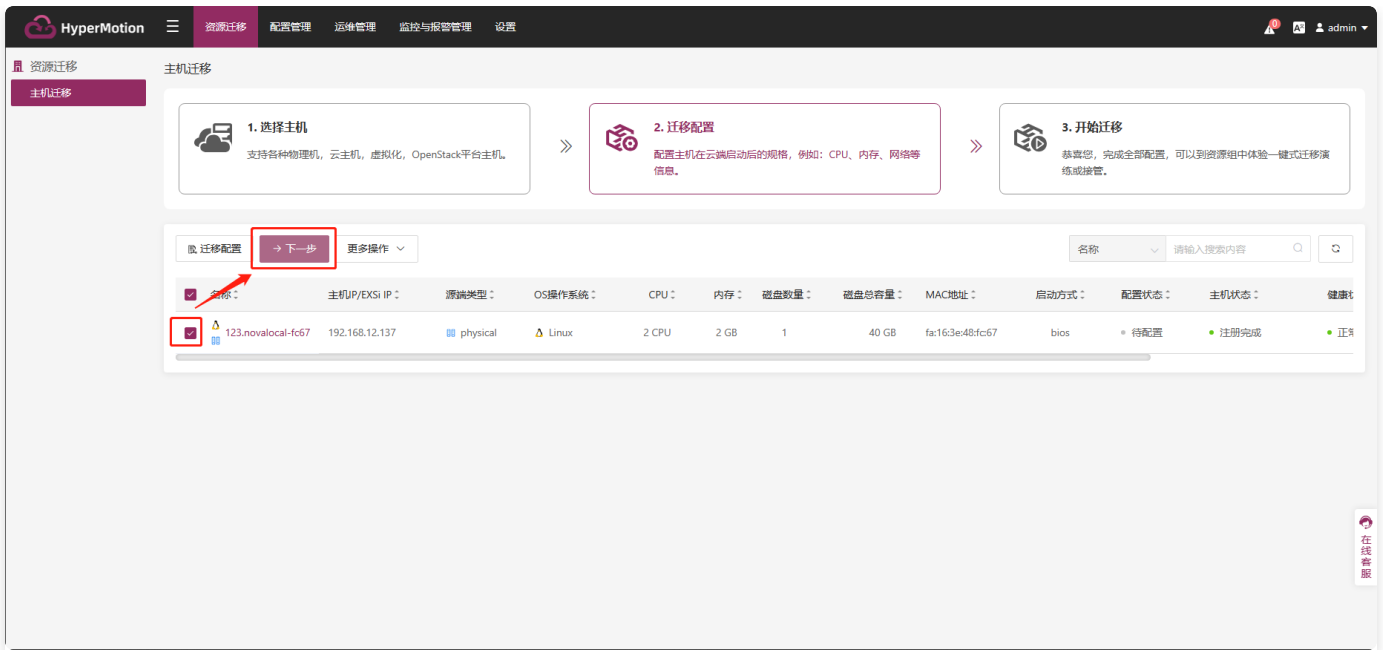 HyperMotion
资源迁移 配置管理 运维管理 监控与报警管理 设置
0
admin
资源迁移
主机迁移
主机迁移
1. 选择主机
支持各种物理机，云主机，虚拟化，OpenStack平台主机。
2. 迁移配置
配置主机在云端启动后的规格，例如：CPU、内存、网络等
信息。
3. 开始迁移
恭喜您，完成全部配置，可以到资源组中体验一键式迁移演
练或接管。
迁移配置 下一步 更多操作
名称 请输入搜索内容
名称 主机IP/EXSi IP 源端类型 OS操作系统 CPU 内存 磁盘数量 磁盘总容量 MAC地址 启动方式 配置状态 主机状态 健康
123.novalocal-fc67 192.168.12.137 physical Linux 2 CPU 2 GB 1 40 GB fa:16:3e:48:fc:67 bios 待配置 注册完成 正常
在线客服